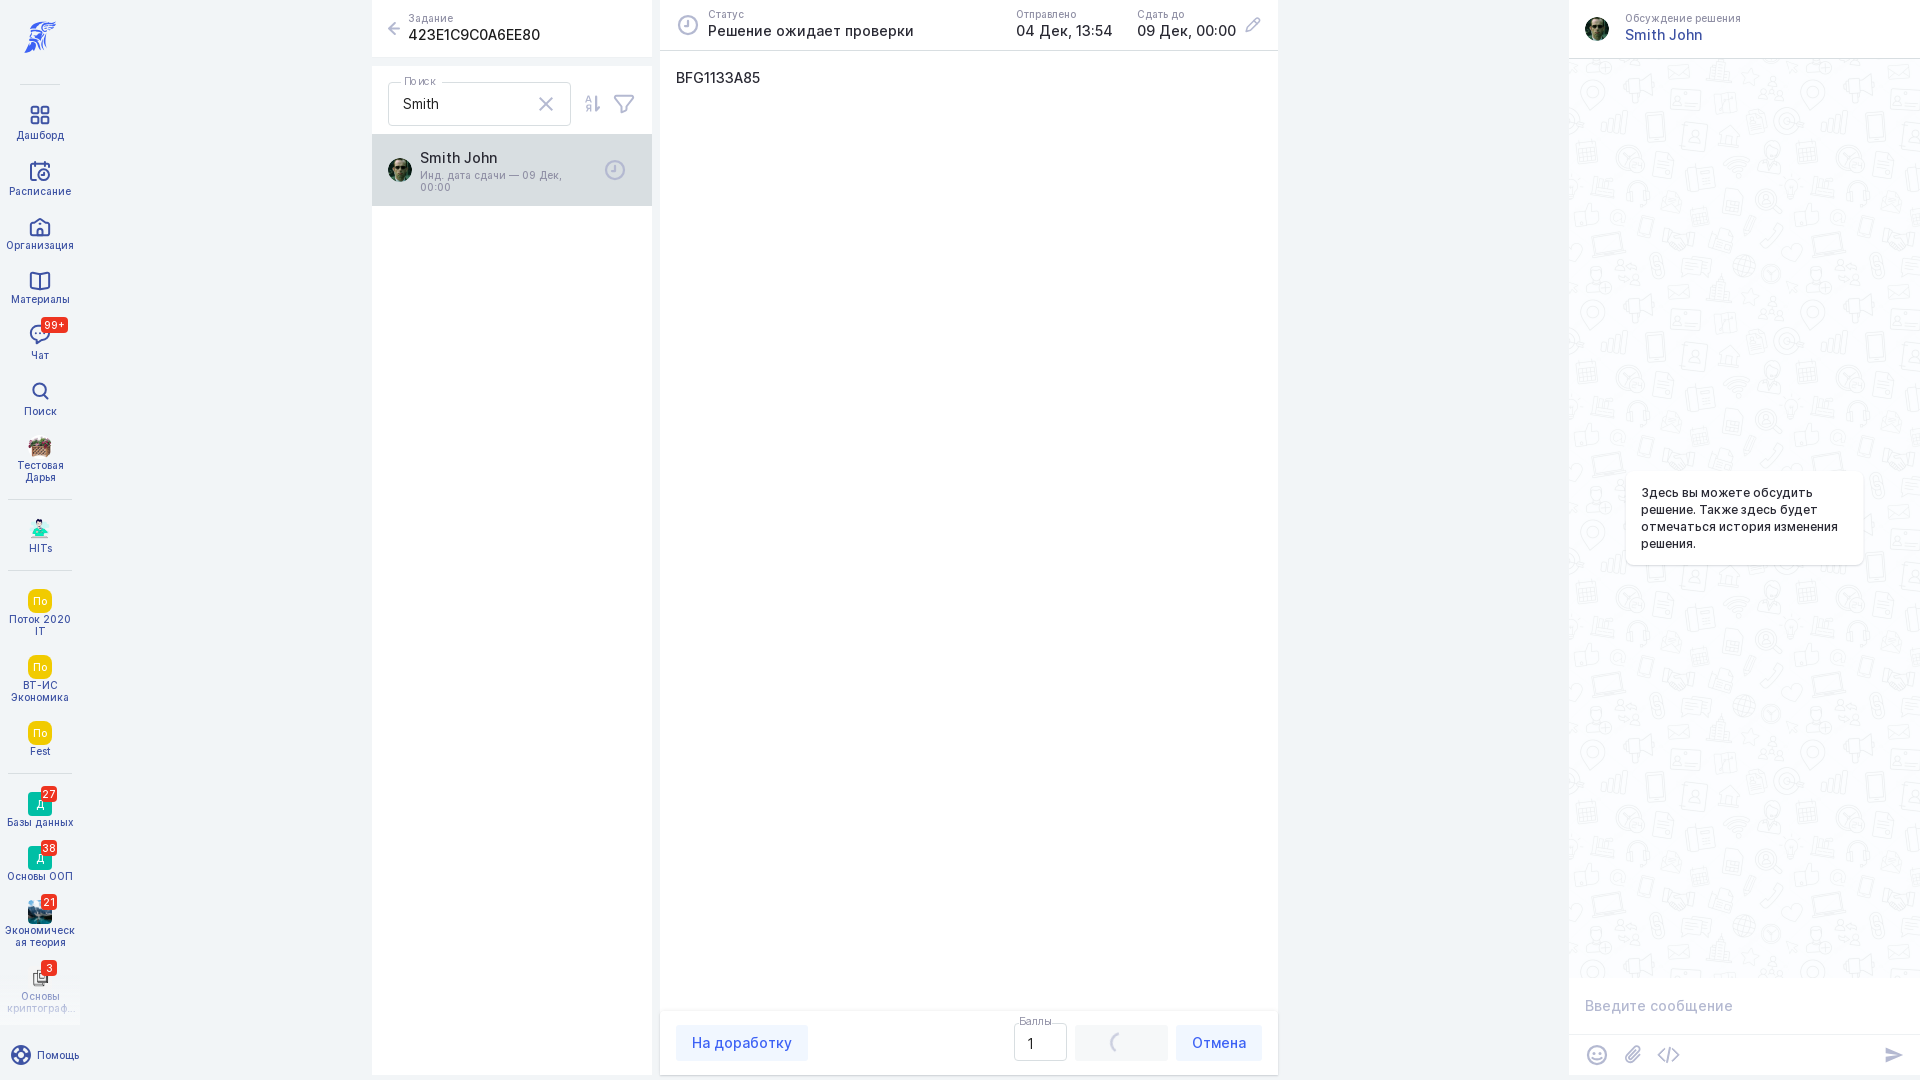 Дашборд
Расписание
Организация
Материалы
99+
Чат
Поиск
Тестовая
Дарья
HITs
По
Поток 2020
IT
По
ВТ-ИС
Экономика
По
Fest
27
Д
Базы данных
38
Д
Основы ООП
21
Экономическ
ая теория
3
Основы
криптограф...
Помощь
Задание
423E1C9C0A6EE80
Поиск
Smith
А
Я
Smith John
Инд. дата сдачи — 09 Дек,
00:00
Статус
Решение ожидает проверки
Отправлено
04 Дек, 13:54
Сдать до
09 Дек, 00:00
BFG1133A85
На доработку
Баллы
1
Отмена
Обсуждение решения
Smith John
Здесь вы можете обсудить
решение. Также здесь будет
отмечаться история изменения
решения.
Введите сообщение